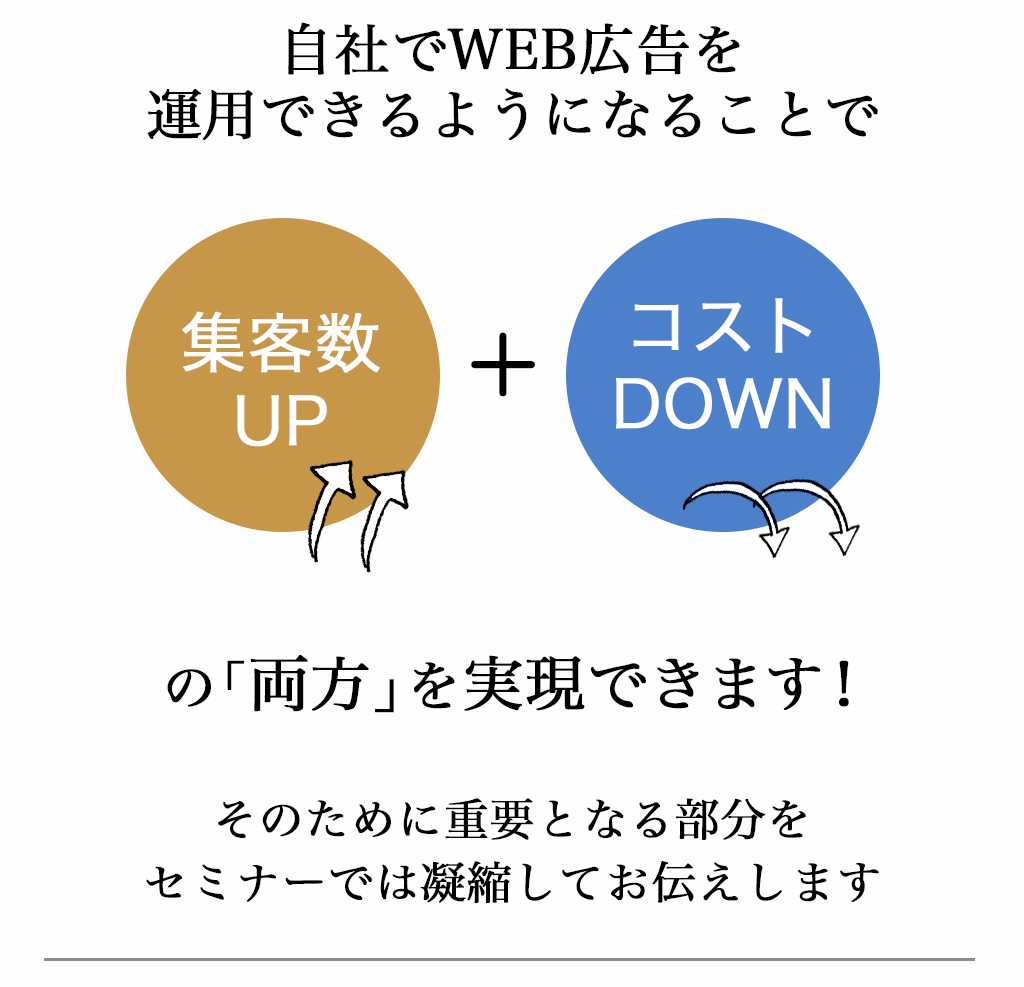 自社でWEB広告を
運用できるようになることで
集客数
UP
＋
コスト
DOWN
の「両方」を実現できます！
そのために重要となる部分を
セミナーでは凝縮してお伝えします